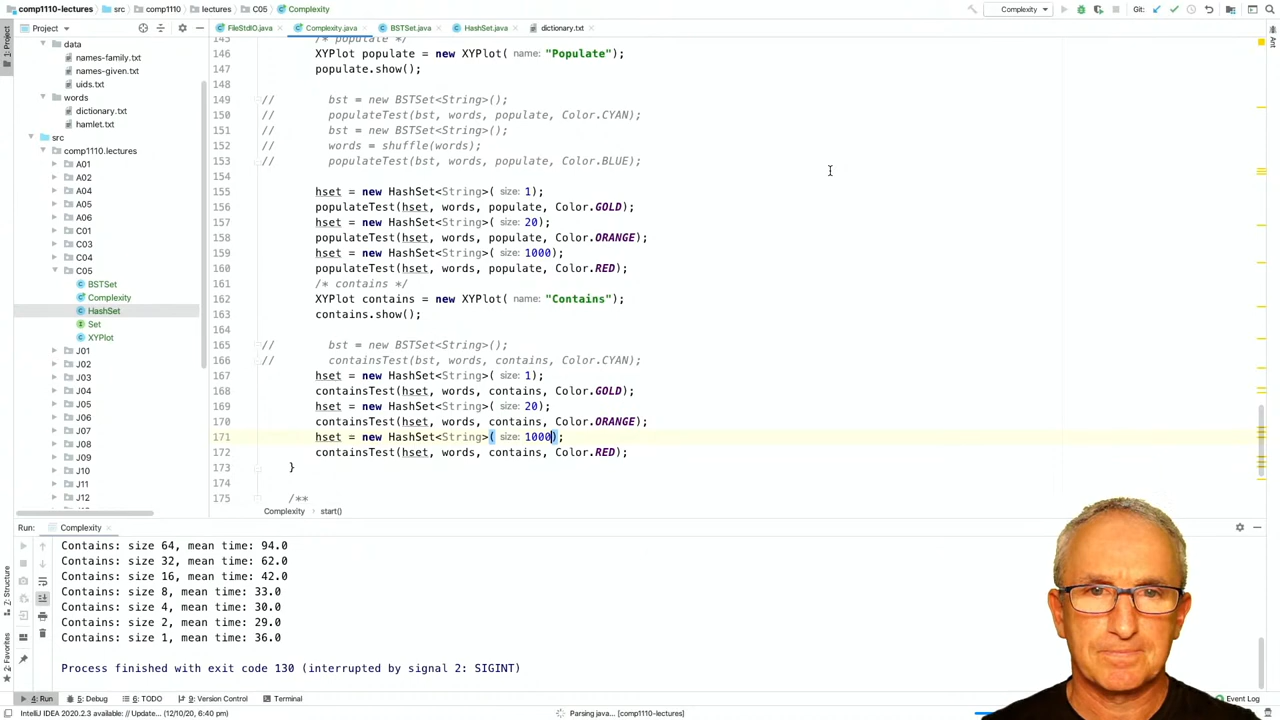 comp1110-lectures src comp1110 lectures C05 Complexity
Complexity Git:
Project
FileStdIO.java Complexity.java BSTSet.java HashSet.java dictionary.txt
1: Project
Ant
data
names-family.txt
names-given.txt
uids.txt
words
dictionary.txt
hamlet.txt
src
comp1110.lectures
A01
A02
A04
A05
A06
C01
C03
C04
C05
BSTSet
Complexity
HashSet
Set
XYPlot
J01
J02
J03
J04
J05
J06
J07
J08
J09
J10
J11
J12
145 /* populate */
146 XYPlot populate = new XYPlot( name: "Populate");
147 populate.show();
148
149 // bst = new BSTSet<String>();
150 // populateTest(bst, words, populate, Color.CYAN);
151 // bst = new BSTSet<String>();
152 // words = shuffle(words);
153 // populateTest(bst, words, populate, Color.BLUE);
154
155 hset = new HashSet<String>( size: 1);
156 populateTest(hset, words, populate, Color.GOLD);
157 hset = new HashSet<String>( size: 20);
158 populateTest(hset, words, populate, Color.ORANGE);
159 hset = new HashSet<String>( size: 1000);
160 populateTest(hset, words, populate, Color.RED);
161 /* contains */
162 XYPlot contains = new XYPlot( name: "Contains");
163 contains.show();
164
165 // bst = new BSTSet<String>();
166 // containsTest(bst, words, contains, Color.CYAN);
167 hset = new HashSet<String>( size: 1);
168 containsTest(hset, words, contains, Color.GOLD);
169 hset = new HashSet<String>( size: 20);
170 containsTest(hset, words, contains, Color.ORANGE);
171 hset = new HashSet<String>( size: 1000);
172 containsTest(hset, words, contains, Color.RED);
173 }
174
175 /**
Complexity start()
Run: Complexity
Contains: size 64, mean time: 94.0
Contains: size 32, mean time: 62.0
Contains: size 16, mean time: 42.0
Contains: size 8, mean time: 33.0
Contains: size 4, mean time: 30.0
Contains: size 2, mean time: 29.0
Contains: size 1, mean time: 36.0
Process finished with exit code 130 (interrupted by signal 2: SIGINT)
Z: Structure
2: Favorites
4: Run 5: Debug 6: TODO 9: Version Control Terminal Event Log
IntelliJ IDEA 2020.2.3 available: // Update... (12/10/20, 6:40 pm) Parsing java... [comp1110-lectures]